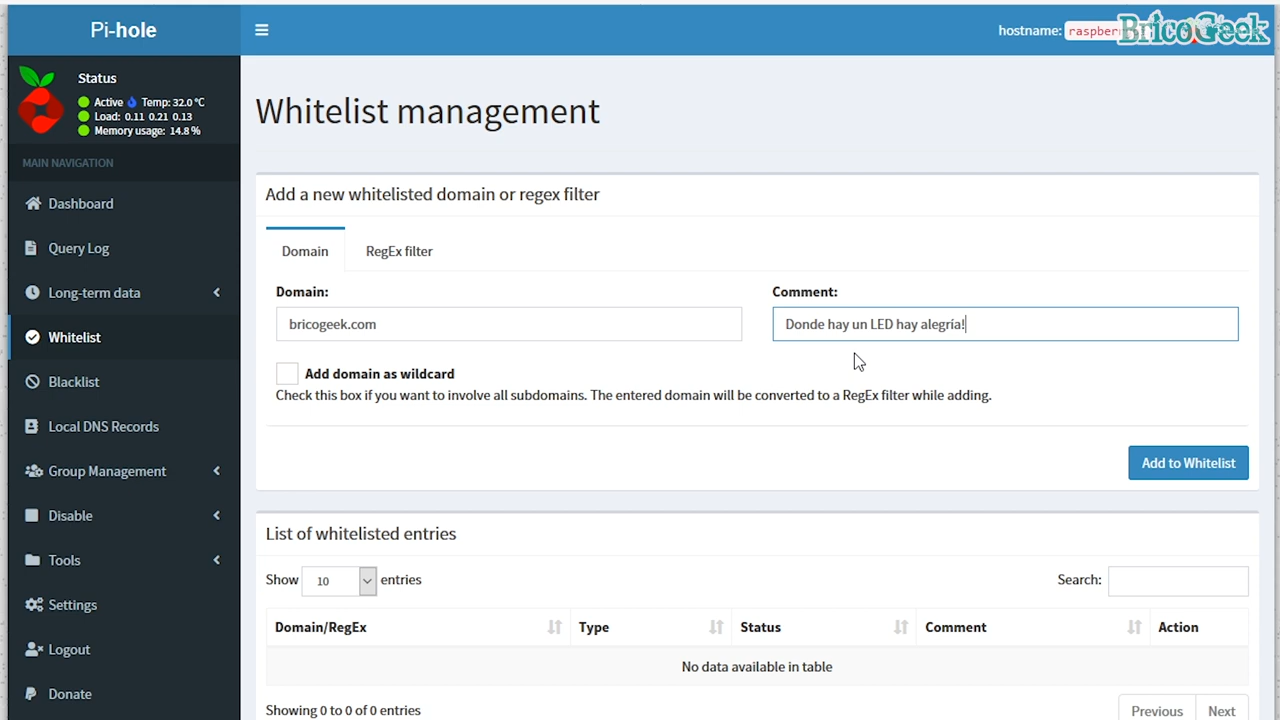 Pi-hole
hostname:
BricoGeek
Status
Active Temp: 32.0 °C
Load: 0.11 0.21 0.13
Memory usage: 14.8 %
MAIN NAVIGATION
Dashboard
Query Log
Long-term data
Whitelist
Blacklist
Local DNS Records
Group Management
Disable
Tools
Settings
Logout
Donate
Whitelist management
Add a new whitelisted domain or regex filter
Domain RegEx filter
Domain: Comment:
bricogeek.com Donde hay un LED hay alegría!
Add domain as wildcard
Check this box if you want to involve all subdomains. The entered domain will be converted to a RegEx filter while adding.
Add to Whitelist
List of whitelisted entries
Show 10 entries Search:
Domain/RegEx Type Status Comment Action
No data available in table
Showing 0 to 0 of 0 entries Previous Next